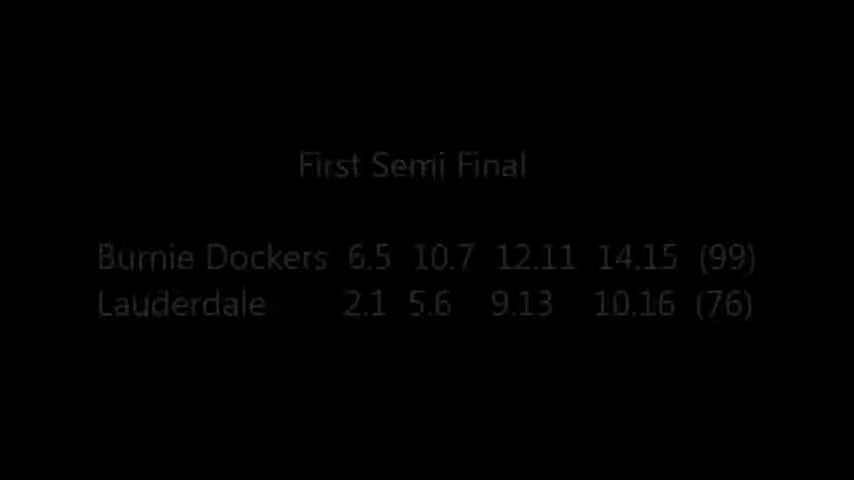 First Semi Final
Burnie Dockers 6.5 10.7 12.11 14.15 (99)
Lauderdale 2.1 5.6 9.13 10.16 (76)